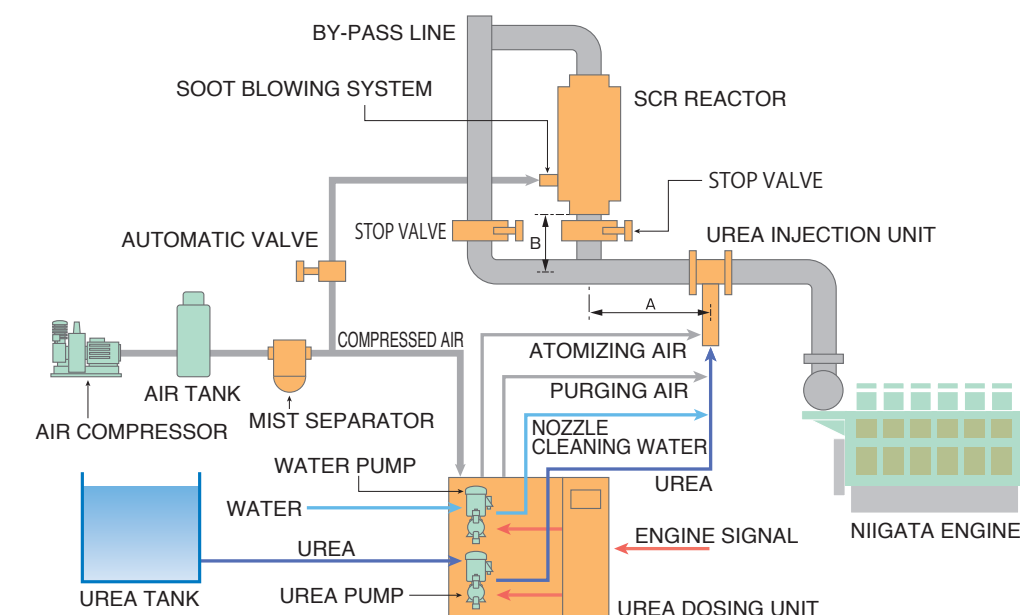 BY-PASS LINE
SOOT BLOWING SYSTEM
SCR REACTOR
STOP VALVE
STOP VALVE
B
UREA INJECTION UNIT
AUTOMATIC VALVE
A
COMPRESSED AIR
ATOMIZING AIR
PURGING AIR
AIR TANK
MIST SEPARATOR
AIR COMPRESSOR
NOZZLE
CLEANING WATER
WATER PUMP
UREA
WATER
NIIGATA ENGINE
ENGINE SIGNAL
UREA
UREA TANK
UREA PUMP
UREA DOSING UNIT